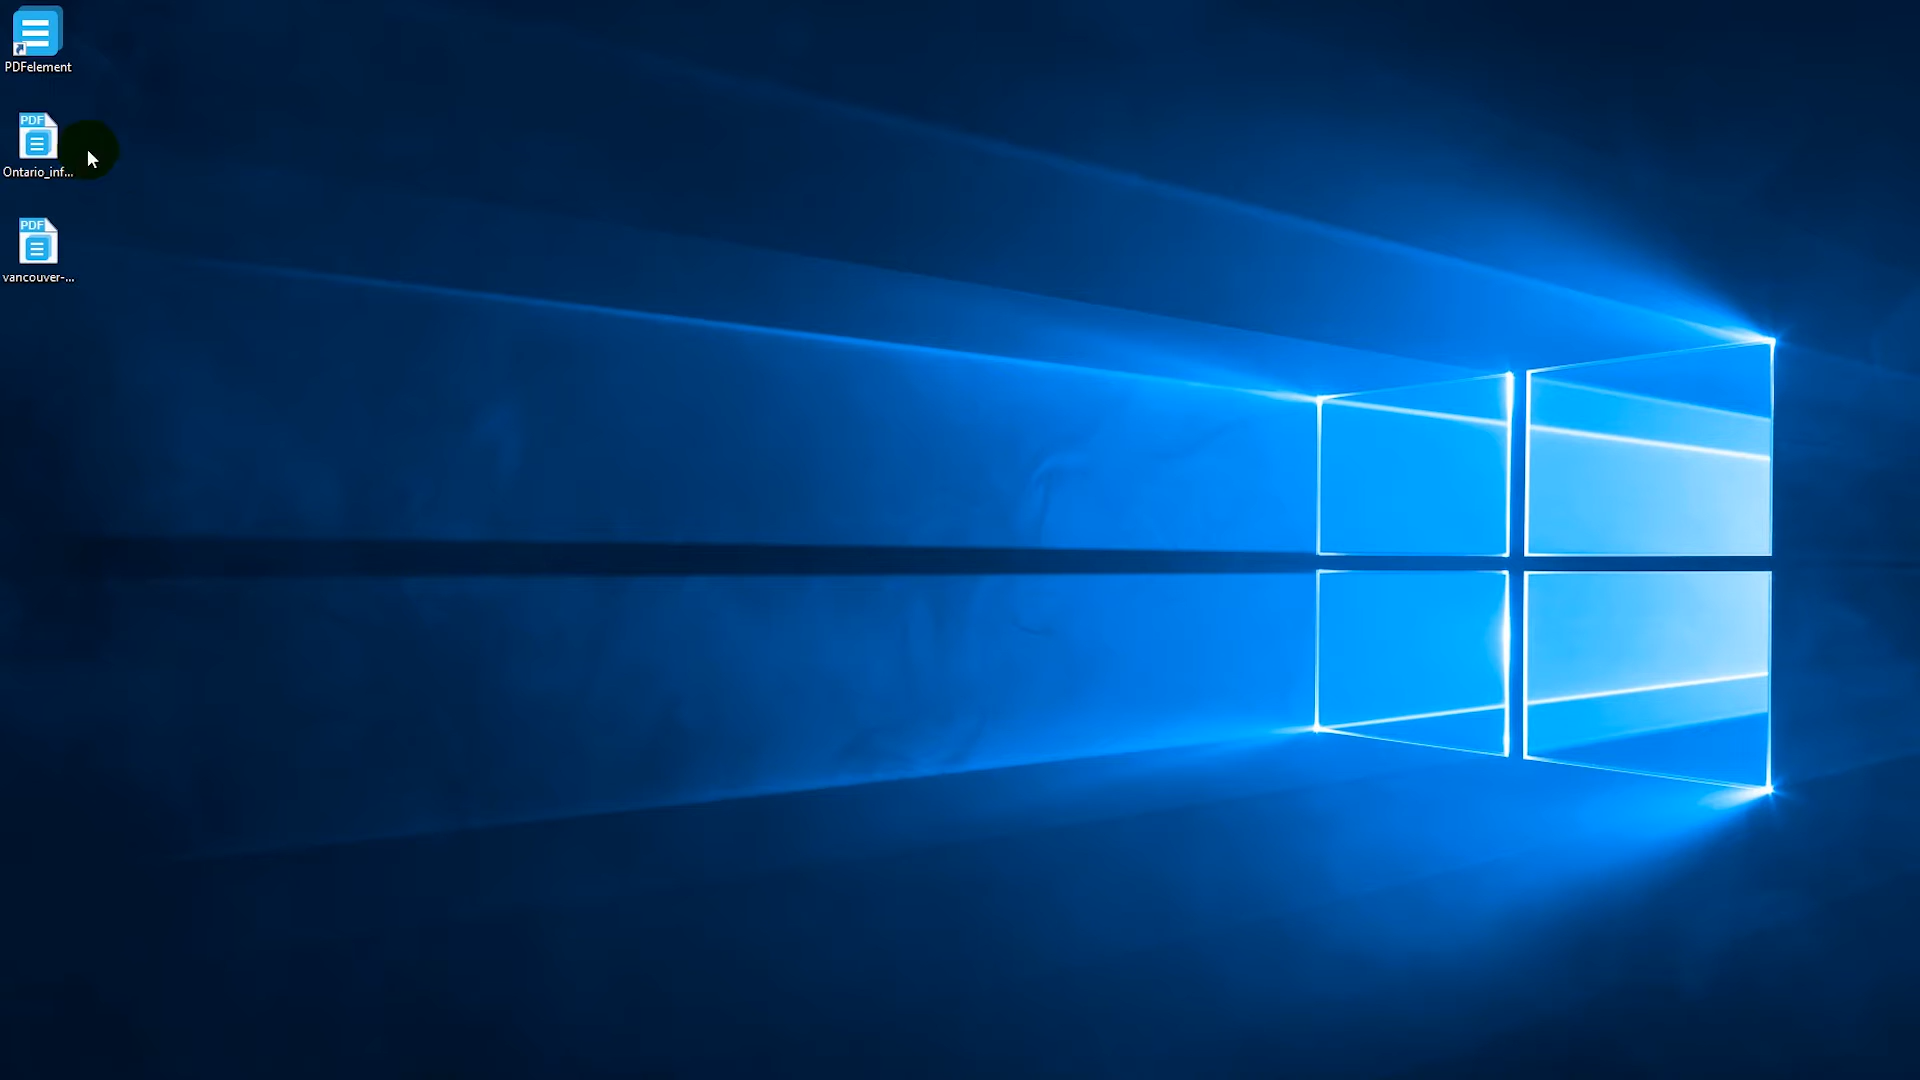 PDFelement
PDF
Ontario_inf...
PDF
vancouver-...